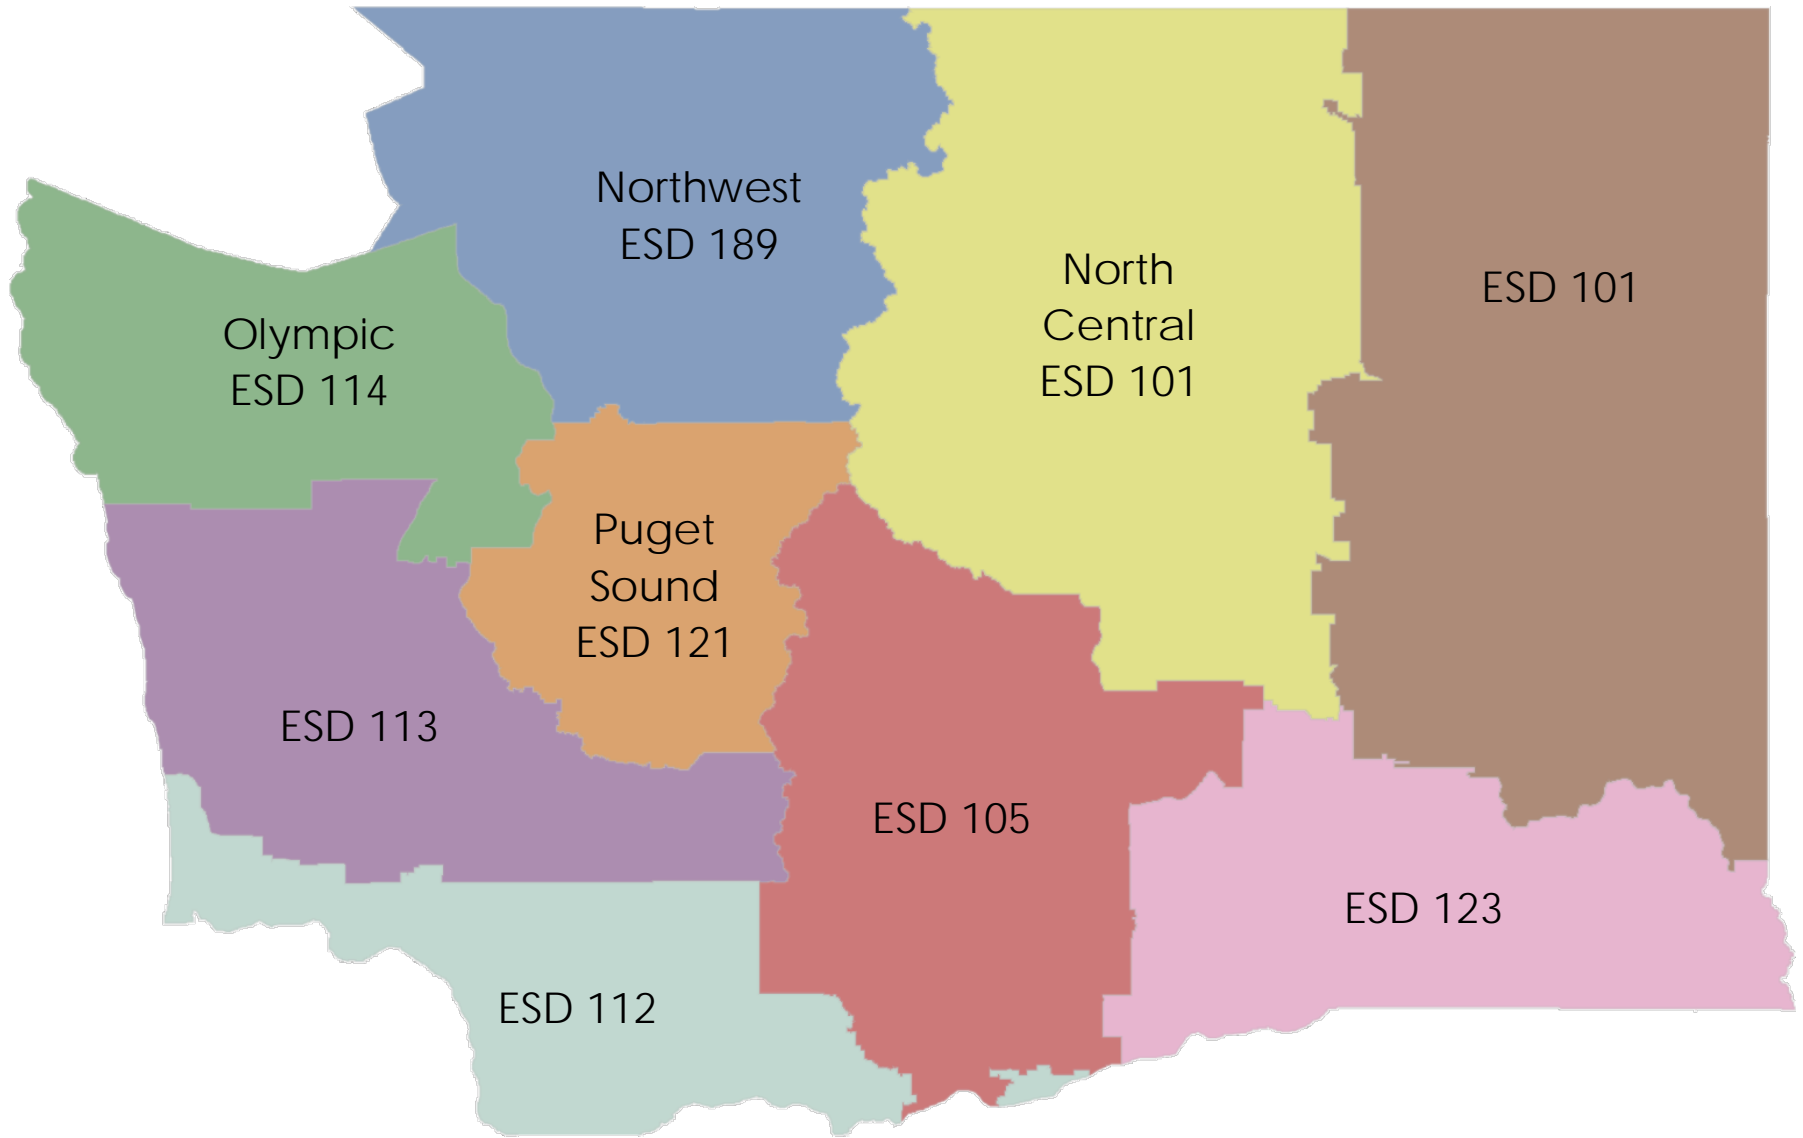 Northwest
ESD 189
North
Central
ESD 101
ESD 101
Olympic
ESD 114
Puget
Sound
ESD 121
ESD 113
ESD 105
ESD 123
ESD 112